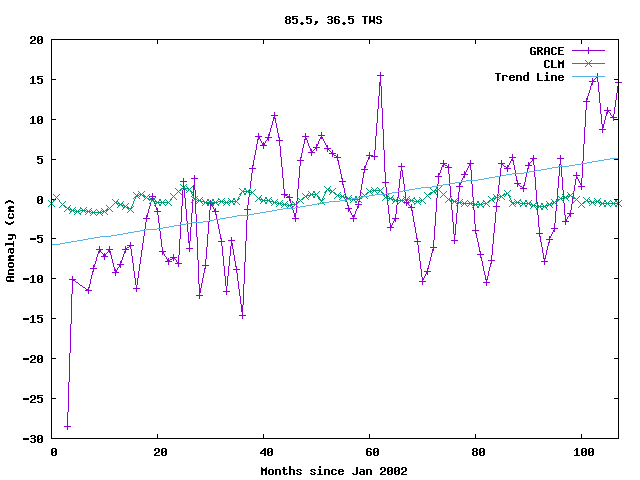 85.5, 36.5 TWS
GRACE
CLM
Trend Line
20
15
10
5
0
-5
-10
-15
-20
-25
-30
Anomaly (cm)
0 20 40 60 80 100
Months since Jan 2002